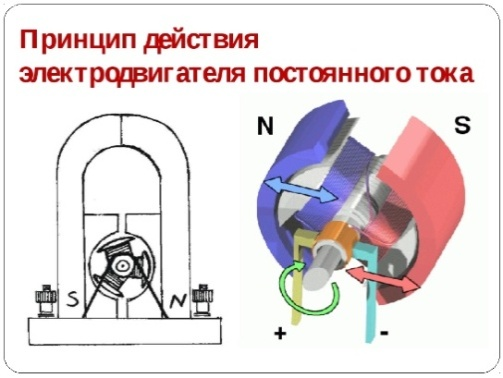 Принцип действия
электродвигателя постоянного тока
N S
S N
+ -